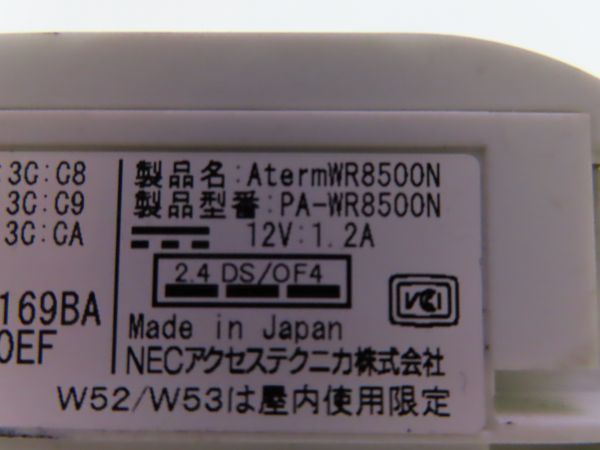 :3C:C8
:3C:C9
:3C:CA
169BA
0EF
製品名:AtermWR8500N
製品型番:PA-WR8500N
12V:1.2A
2.4 DS/OF4
VCI
Made in Japan
NECアクセステクニカ株式会社
W52/W53は屋内使用限定